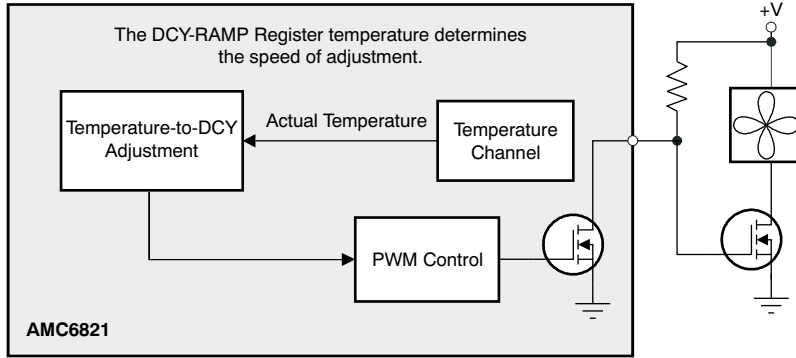 The DCY-RAMP Register temperature determines
the speed of adjustment.
+V
Temperature-to-DCY
Adjustment
Actual Temperature
Temperature
Channel
PWM Control
AMC6821